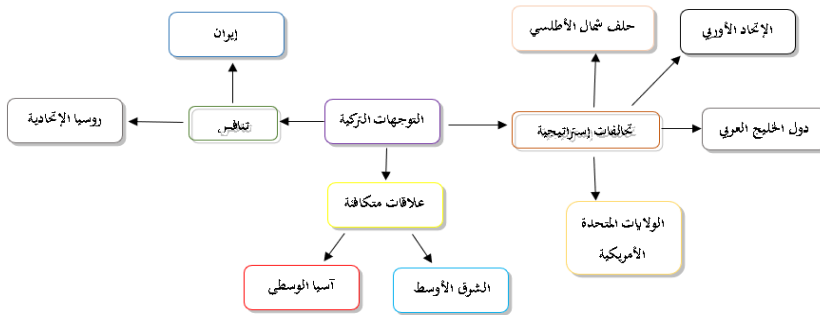 حلف شمال الأطلسي
الإتحاد الأوربي
إيران
دول الخليج العربي
تحالفات إستراتيجية
التوجهات التركية
تنافس
روسيا الإتحادية
علاقات متكافئة
الولايات المتحدة
الأمريكية
الشرق الأوسط
آسيا الوسطى